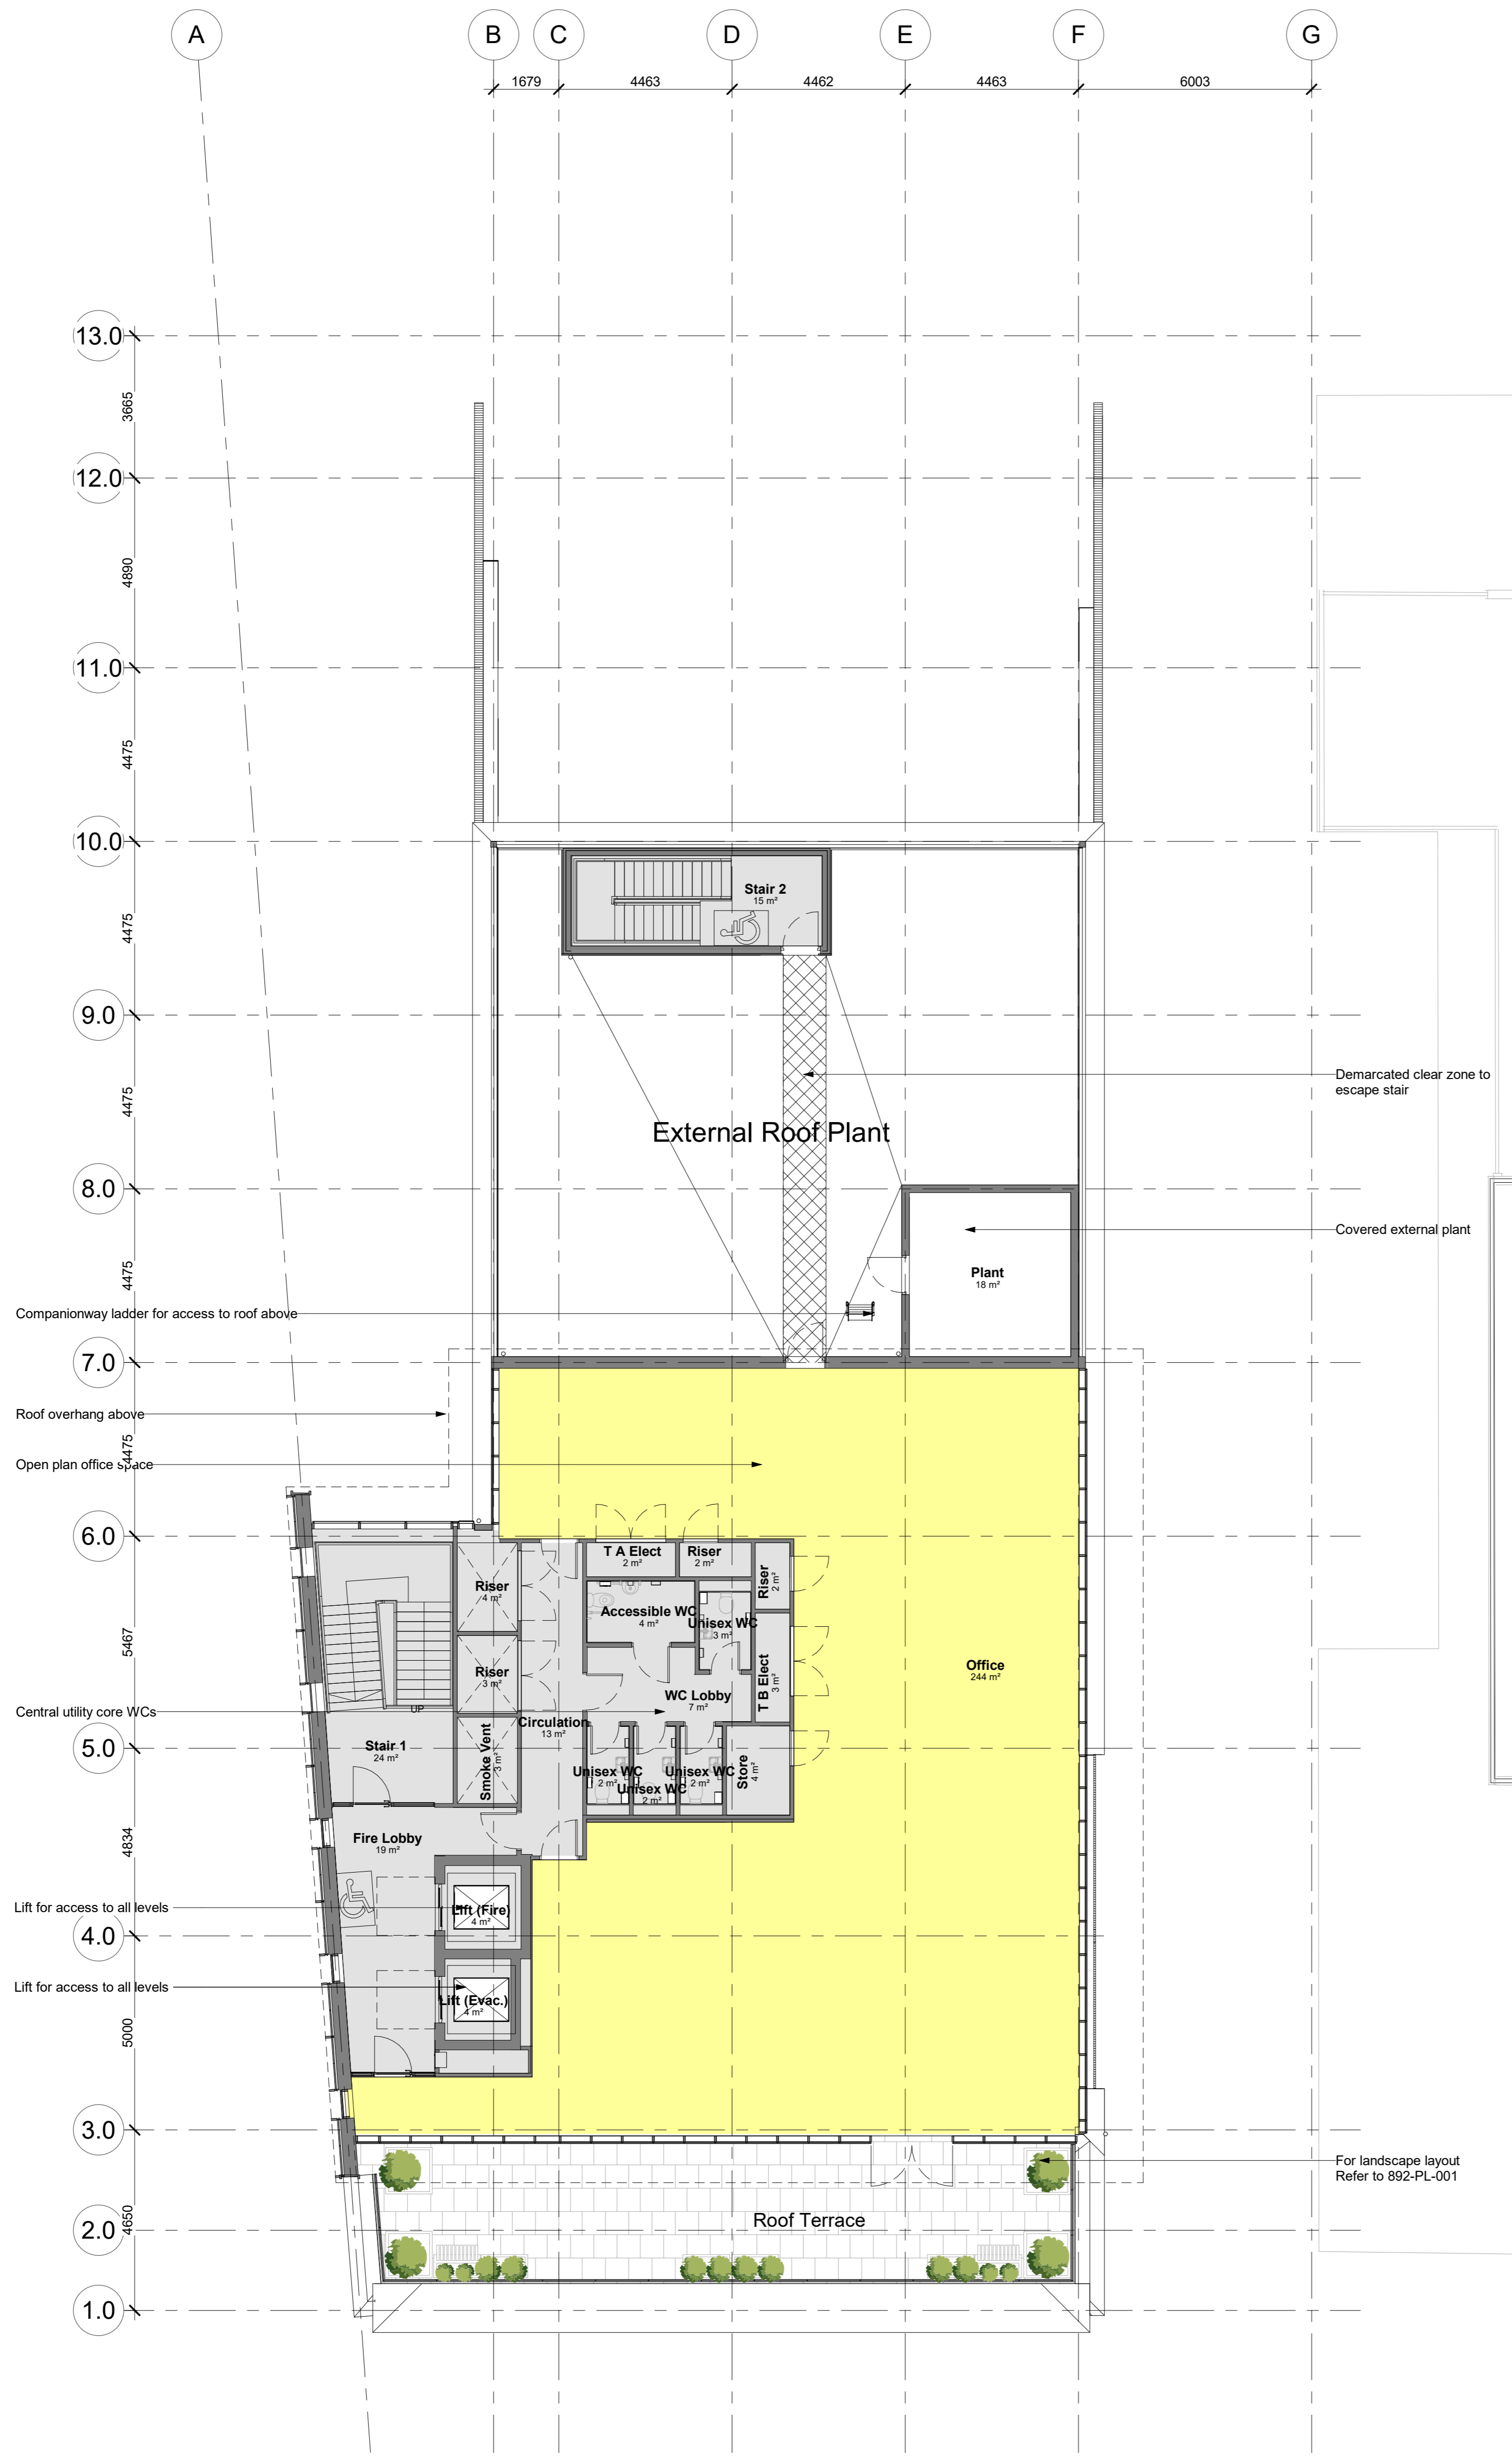 A
B
C
D
E
F
G
1679
4463
4462
4463
6003
13.0
3665
12.0
4890
11.0
4475
10.0
Stair 2
15 m²
4475
9.0
Demarcated clear zone to
escape stair
4475
External Roof Plant
8.0
Covered external plant
Plant
18 m²
4475
Companionway ladder for access to roof above
7.0
Roof overhang above
4475
Open plan office space
6.0
T A Elect
2 m²
Riser
2 m²
Riser
2 m²
Riser
4 m²
Accessible WC
4 m²
Unisex WC
3 m²
5467
Office
244 m²
Riser
3 m²
T B Elect
3 m²
WC Lobby
7 m²
UP
Central utility core WCs
Circulation
13 m²
5.0
Stair 1
24 m²
Smoke Vent
3 m²
Unisex WC
2 m²
Unisex WC
2 m²
Unisex WC
2 m²
Store
4 m²
Fire Lobby
19 m²
4834
Lift for access to all levels
Lift (Fire)
4 m²
4.0
Lift for access to all levels
Lift (Evac.)
4 m²
5000
3.0
For landscape layout
Refer to 892-PL-001
4650
2.0
Roof Terrace
1.0